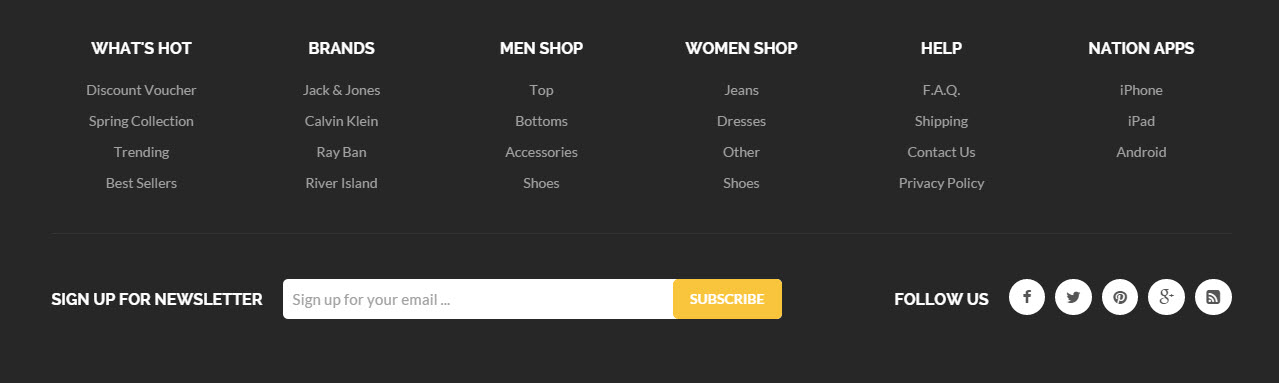 WHAT'S HOT
Discount Voucher
Spring Collection
Trending
Best Sellers
BRANDS
Jack & Jones
Calvin Klein
Ray Ban
River Island
MEN SHOP
Top
Bottoms
Accessories
Shoes
WOMEN SHOP
Jeans
Dresses
Other
Shoes
HELP
F.A.Q.
Shipping
Contact Us
Privacy Policy
NATION APPS
iPhone
iPad
Android
SIGN UP FOR NEWSLETTER
Sign up for your email ...
SUBSCRIBE
FOLLOW US